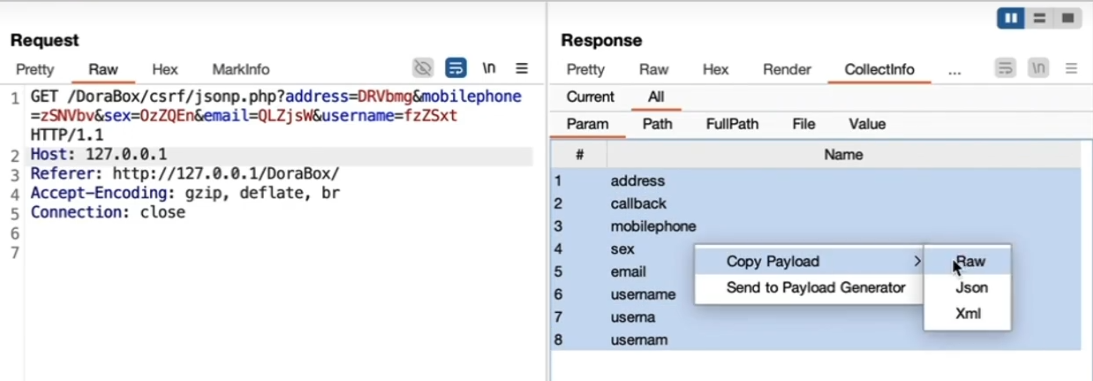 Request
Pretty Raw Hex MarkInfo \n
1 GET /DoraBox/csrf/jsonp.php?address=DRVbmg&mobilephone
=zSNVbv&sex=OzZQEn&email=QLZjsW&username=fzZSxt
HTTP/1.1
2 Host: 127.0.0.1
3 Referer: http://127.0.0.1/DoraBox/
4 Accept-Encoding: gzip, deflate, br
5 Connection: close
6
7
Response
Pretty Raw Hex Render CollectInfo ... \n
Current All
Param Path FullPath File Value
# Name
1 address
2 callback
3 mobilephone
4 sex
5 email
6 username
7 userna
8 usernam
Copy Payload
Send to Payload Generator
Raw
Json
Xml